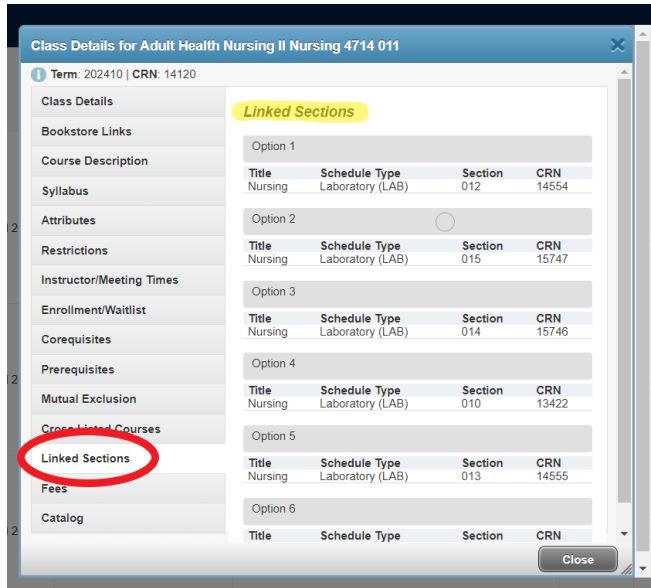 Class Details for Adult Health Nursing II Nursing 4714 011
Term: 202410 | CRN: 14120
Class Details
Bookstore Links
Course Description
Syllabus
Attributes
Restrictions
Instructor/Meeting Times
Enrollment/Waitlist
Corequisites
Prerequisites
Mutual Exclusion
Cross Listed Courses
Linked Sections
Fees
Catalog
Linked Sections
Option 1
Title Schedule Type Section CRN
Nursing Laboratory (LAB) 012 14554
Option 2
Title Schedule Type Section CRN
Nursing Laboratory (LAB) 015 15747
Option 3
Title Schedule Type Section CRN
Nursing Laboratory (LAB) 014 15746
Option 4
Title Schedule Type Section CRN
Nursing Laboratory (LAB) 010 13422
Option 5
Title Schedule Type Section CRN
Nursing Laboratory (LAB) 013 14555
Option 6
Title Schedule Type Section CRN
Close